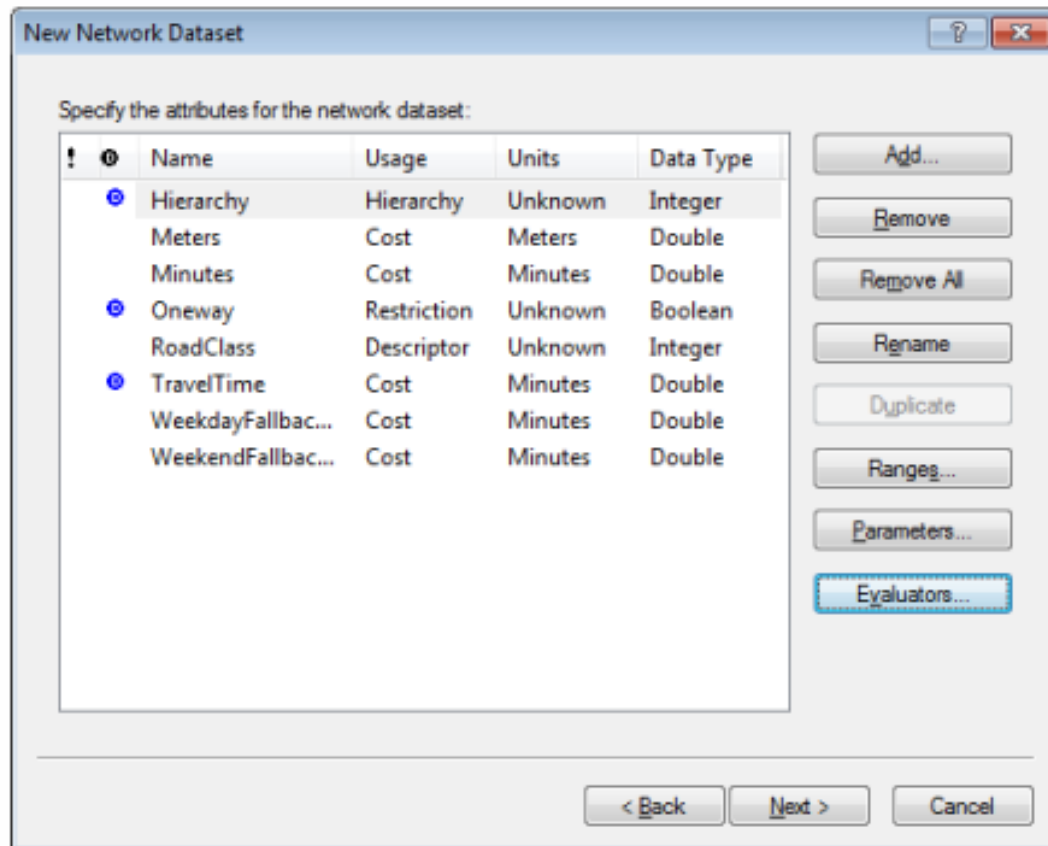 New Network Dataset
Specify the attributes for the network dataset:
! Name Usage Units Data Type
Hierarchy Hierarchy Unknown Integer
Meters Cost Meters Double
Minutes Cost Minutes Double
Oneway Restriction Unknown Boolean
RoadClass Descriptor Unknown Integer
TravelTime Cost Minutes Double
WeekdayFallbac... Cost Minutes Double
WeekendFallbac... Cost Minutes Double
Add...
Remove
Remove All
Rename
Duplicate
Ranges...
Parameters...
Evaluators...
< Back Next > Cancel